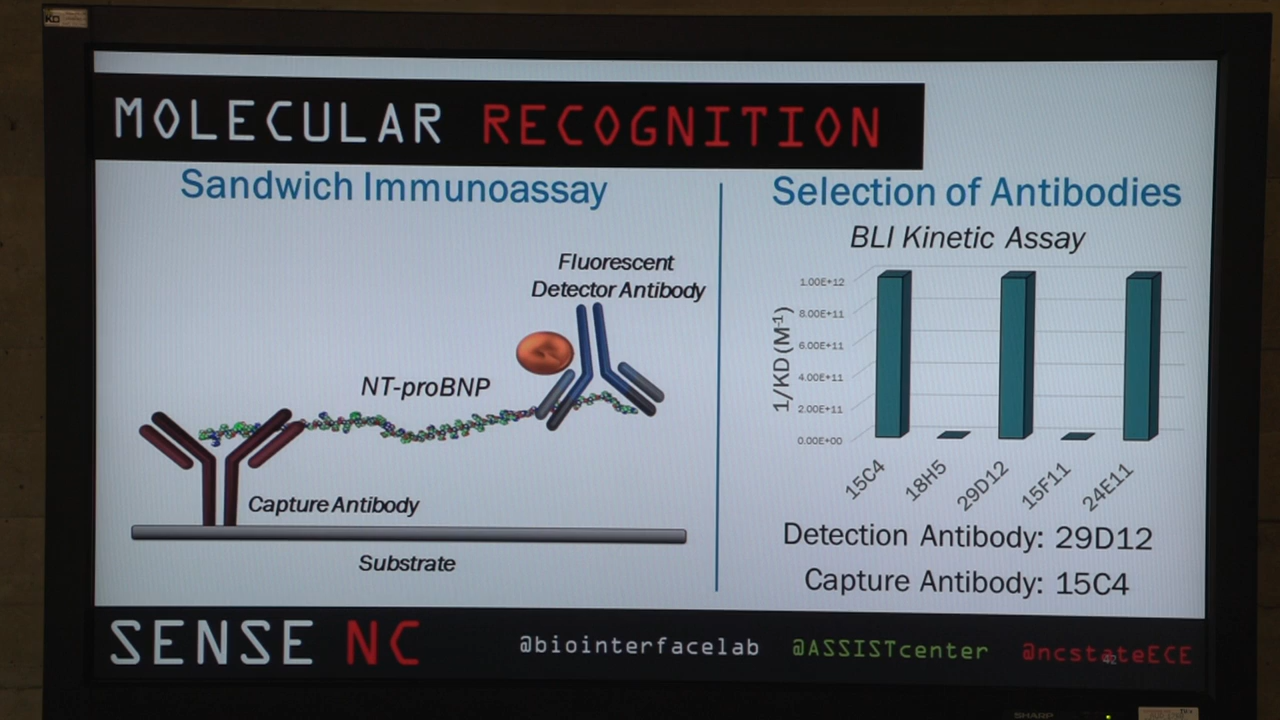 MOLECULAR RECOGNITION
Sandwich Immunoassay
Fluorescent
Detector Antibody
NT-proBNP
Capture Antibody
Substrate
Selection of Antibodies
BLI Kinetic Assay
1/KD (M-1)
1.00E+12
8.00E+11
6.00E+11
4.00E+11
2.00E+11
0.00E+00
15C4
18H5
29D12
15F11
24E11
Detection Antibody: 29D12
Capture Antibody: 15C4
SENSE NC
@biointerfacelab
@ASSISTcenter
@ncstateECE
42
SHARP